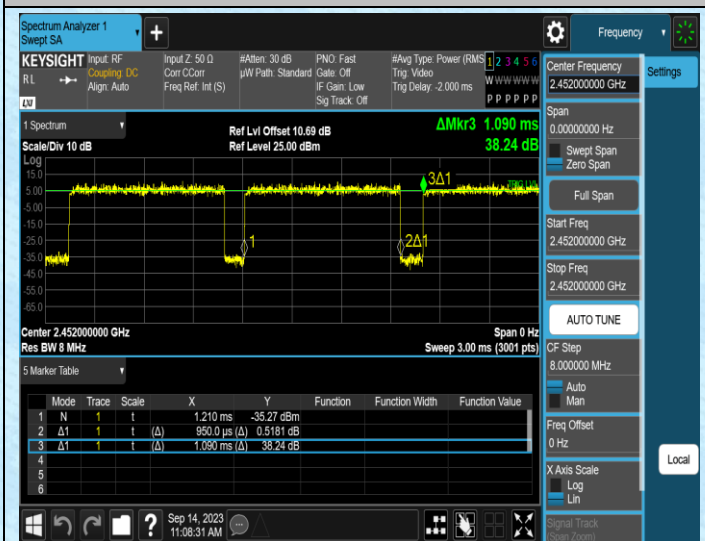 Spectrum Analyzer 1
Swept SA
Frequency
KEYSIGHT
Input: RF
Input Z: 50 Ω
#Atten: 30 dB
PNO: Fast
#Avg Type: Power (RMS
1 2 3 4 5 6
RL
Coupling: DC
Corr CCorr
µW Path: Standard
Gate: Off
Trig: Video
Align: Auto
Freq Ref: Int (S)
IF Gain: Low
Trig Delay: -2.000 ms
W W W W W W
Sig Track: Off
P P P P P P
LXI
1 Spectrum
Ref Lvl Offset 10.69 dB
ΔMkr3 1.090 ms
Scale/Div 10 dB
Ref Level 25.00 dBm
38.24 dB
Log
15.0
5.00
-5.00
-15.0
-25.0
-35.0
-45.0
-55.0
-65.0
3Δ1
TRIG LVL
1
2Δ1
Center 2.452000000 GHz
Span 0 Hz
Res BW 8 MHz
Sweep 3.00 ms (3001 pts)
5 Marker Table
Mode Trace Scale X Y Function Function Width Function Value
1 N 1 t 1.210 ms -35.27 dBm
2 Δ1 1 t (Δ) 950.0 µs (Δ) 0.5181 dB
3 Δ1 1 t (Δ) 1.090 ms (Δ) 38.24 dB
4
5
6
?
Sep 14, 2023
11:08:31 AM
Center Frequency
2.452000000 GHz
Settings
Span
0.00000000 Hz
Swept Span
Zero Span
Full Span
Start Freq
2.452000000 GHz
Stop Freq
2.452000000 GHz
AUTO TUNE
CF Step
8.000000 MHz
Auto
Man
Freq Offset
0 Hz
Local
X Axis Scale
Log
Lin
Signal Track
(Span Zoom)